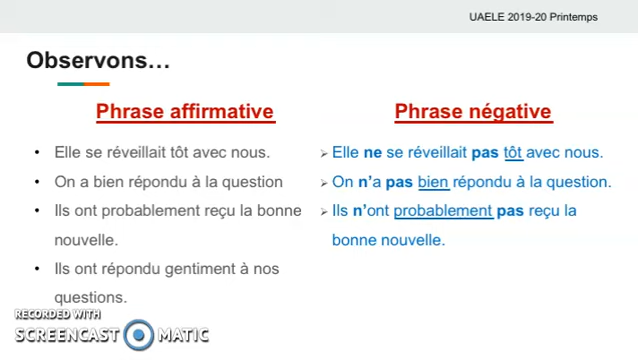 UAELE 2019-20 Printemps
Observons…
Phrase affirmative
• Elle se réveillait tôt avec nous.
• On a bien répondu à la question
• Ils ont probablement reçu la bonne
nouvelle.
• Ils ont répondu gentiment à nos
questions.
Phrase négative
➢ Elle ne se réveillait pas tôt avec nous.
➢ On n’a pas bien répondu à la question.
➢ Ils n’ont probablement pas reçu la
bonne nouvelle.
RECORDED WITH
SCREENCAST MATIC